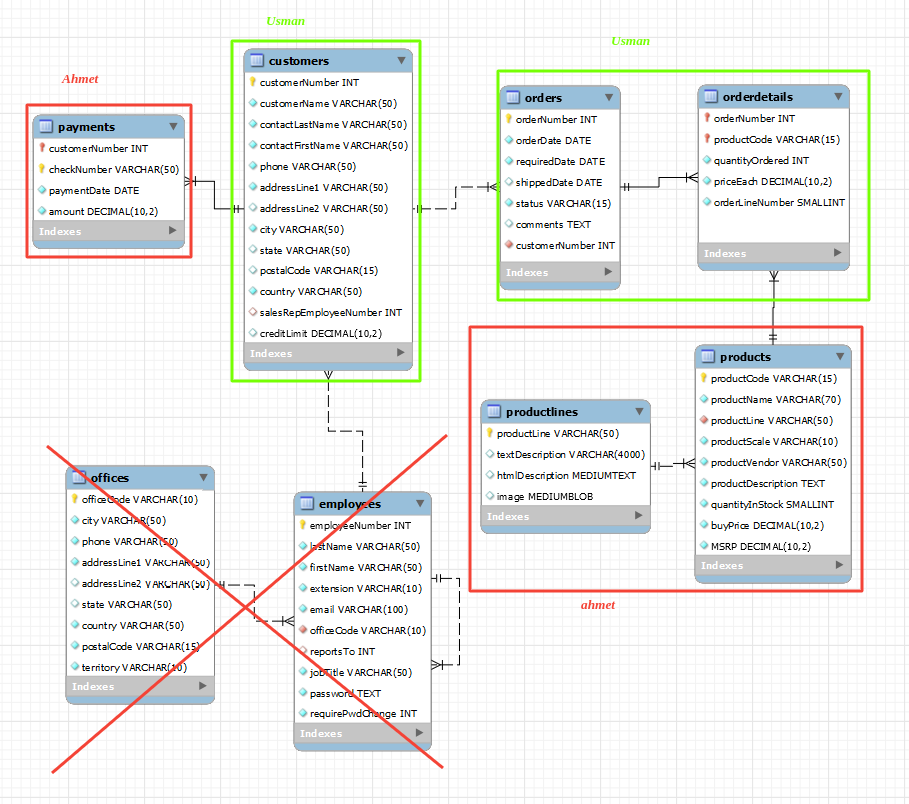 Usman
Usman
Ahmet
payments
customerNumber INT
checkNumber VARCHAR(50)
paymentDate DATE
amount DECIMAL(10,2)
Indexes
customers
customerNumber INT
customerName VARCHAR(50)
contactLastName VARCHAR(50)
contactFirstName VARCHAR(50)
phone VARCHAR(50)
addressLine1 VARCHAR(50)
addressLine2 VARCHAR(50)
city VARCHAR(50)
state VARCHAR(50)
postalCode VARCHAR(15)
country VARCHAR(50)
salesRepEmployeeNumber INT
creditLimit DECIMAL(10,2)
Indexes
orders
orderNumber INT
orderDate DATE
requiredDate DATE
shippedDate DATE
status VARCHAR(15)
comments TEXT
customerNumber INT
Indexes
orderdetails
orderNumber INT
productCode VARCHAR(15)
quantityOrdered INT
priceEach DECIMAL(10,2)
orderLineNumber SMALLINT
Indexes
productlines
productLine VARCHAR(50)
textDescription VARCHAR(4000)
htmlDescription MEDIUMTEXT
image MEDIUMBLOB
Indexes
products
productCode VARCHAR(15)
productName VARCHAR(70)
productLine VARCHAR(50)
productScale VARCHAR(10)
productVendor VARCHAR(50)
productDescription TEXT
quantityInStock SMALLINT
buyPrice DECIMAL(10,2)
MSRP DECIMAL(10,2)
Indexes
ahmet
offices
officeCode VARCHAR(10)
city VARCHAR(50)
phone VARCHAR(50)
addressLine1 VARCHAR(50)
addressLine2 VARCHAR(50)
state VARCHAR(50)
country VARCHAR(50)
postalCode VARCHAR(15)
territory VARCHAR(10)
Indexes
employees
employeeNumber INT
lastName VARCHAR(50)
firstName VARCHAR(50)
extension VARCHAR(10)
email VARCHAR(100)
officeCode VARCHAR(10)
reportsTo INT
jobTitle VARCHAR(50)
password TEXT
requirePwdChange INT
Indexes